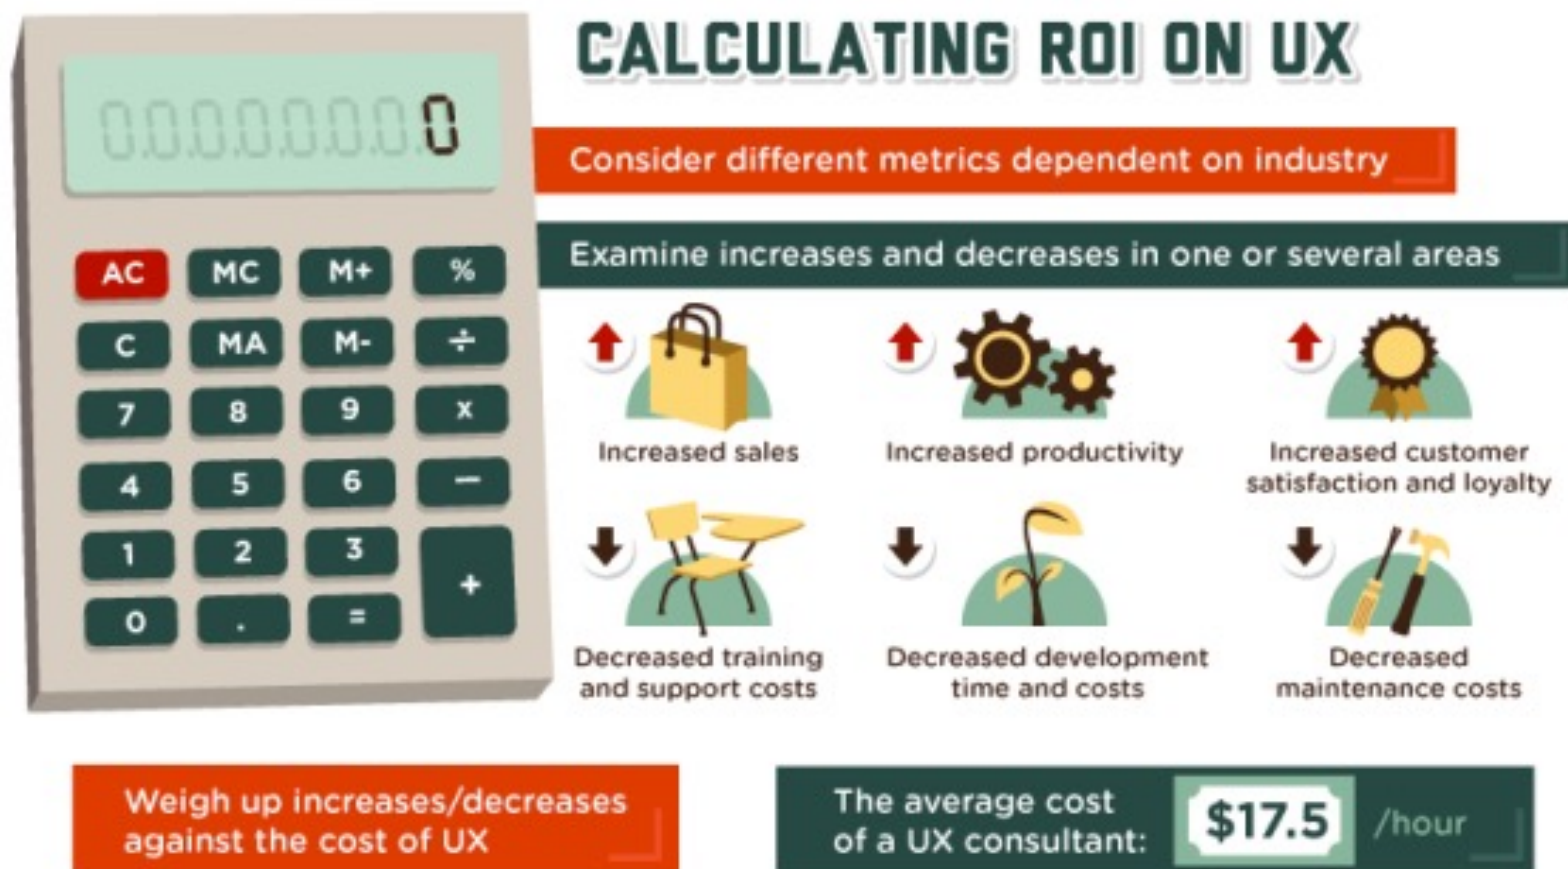 CALCULATING ROI ON UX
0.0.0.0.0.0.0.0
Consider different metrics dependent on industry
Examine increases and decreases in one or several areas
AC MC M+ %
C MA M- ÷
7 8 9 x
4 5 6 −
1 2 3 +
0 . =
Increased sales
Increased productivity
Increased customer
satisfaction and loyalty
Decreased training
and support costs
Decreased development
time and costs
Decreased
maintenance costs
Weigh up increases/decreases
against the cost of UX
The average cost
of a UX consultant:
$17.5 /hour